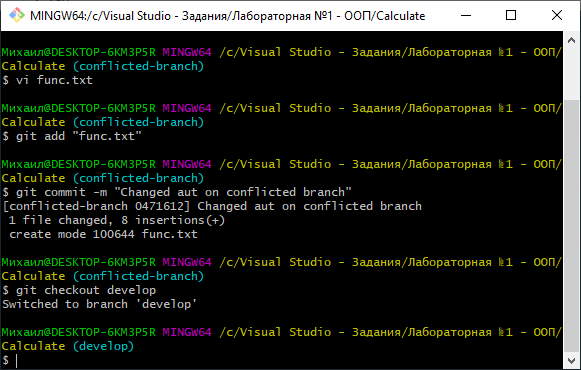 MINGW64:/c/Visual Studio - Задания/Лабораторная №1 - ООП/Calculate
Михаил@DESKTOP-6KM3P5R MINGW64 /c/Visual Studio - Задания/Лабораторная №1 - ООП/
Calculate (conflicted-branch)
$ vi func.txt
Михаил@DESKTOP-6KM3P5R MINGW64 /c/Visual Studio - Задания/Лабораторная №1 - ООП/
Calculate (conflicted-branch)
$ git add "func.txt"
Михаил@DESKTOP-6KM3P5R MINGW64 /c/Visual Studio - Задания/Лабораторная №1 - ООП/
Calculate (conflicted-branch)
$ git commit -m "Changed aut on conflicted branch"
[conflicted-branch 0471612] Changed aut on conflicted branch
1 file changed, 8 insertions(+)
create mode 100644 func.txt
Михаил@DESKTOP-6KM3P5R MINGW64 /c/Visual Studio - Задания/Лабораторная №1 - ООП/
Calculate (conflicted-branch)
$ git checkout develop
Switched to branch 'develop'
Михаил@DESKTOP-6KM3P5R MINGW64 /c/Visual Studio - Задания/Лабораторная №1 - ООП/
Calculate (develop)
$